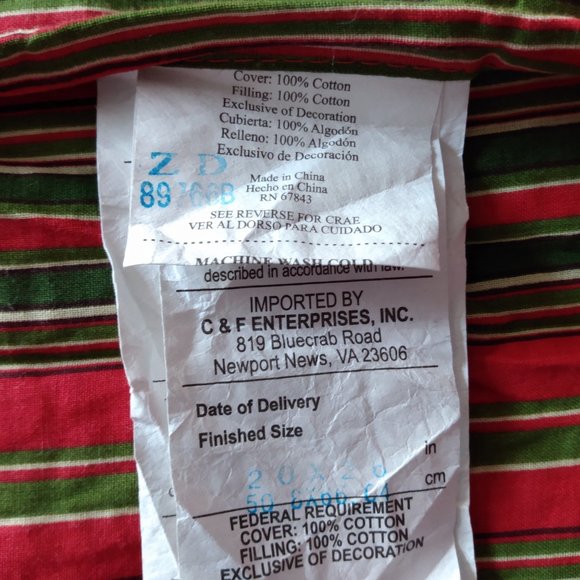 Cover: 100% Cotton
Filling: 100% Cotton
Exclusive of Decoration
Cubierta: 100% Algodón
Relleno: 100% Algodón
Exclusivo de Decoración
Z D
89
Made in China
Hecho en China
RN 67843
SEE REVERSE FOR CRAE
VER AL DORSO PARA CUIDADO
MACHINE WASH COLD
described in accordance with law.
IMPORTED BY
C & F ENTERPRISES, INC.
819 Bluecrab Road
Newport News, VA 23606
Date of Delivery
Finished Size
in
20X26
cm
FEDERAL REQUIREMENT
COVER: 100% COTTON
FILLING: 100% COTTON
EXCLUSIVE OF DECORATION